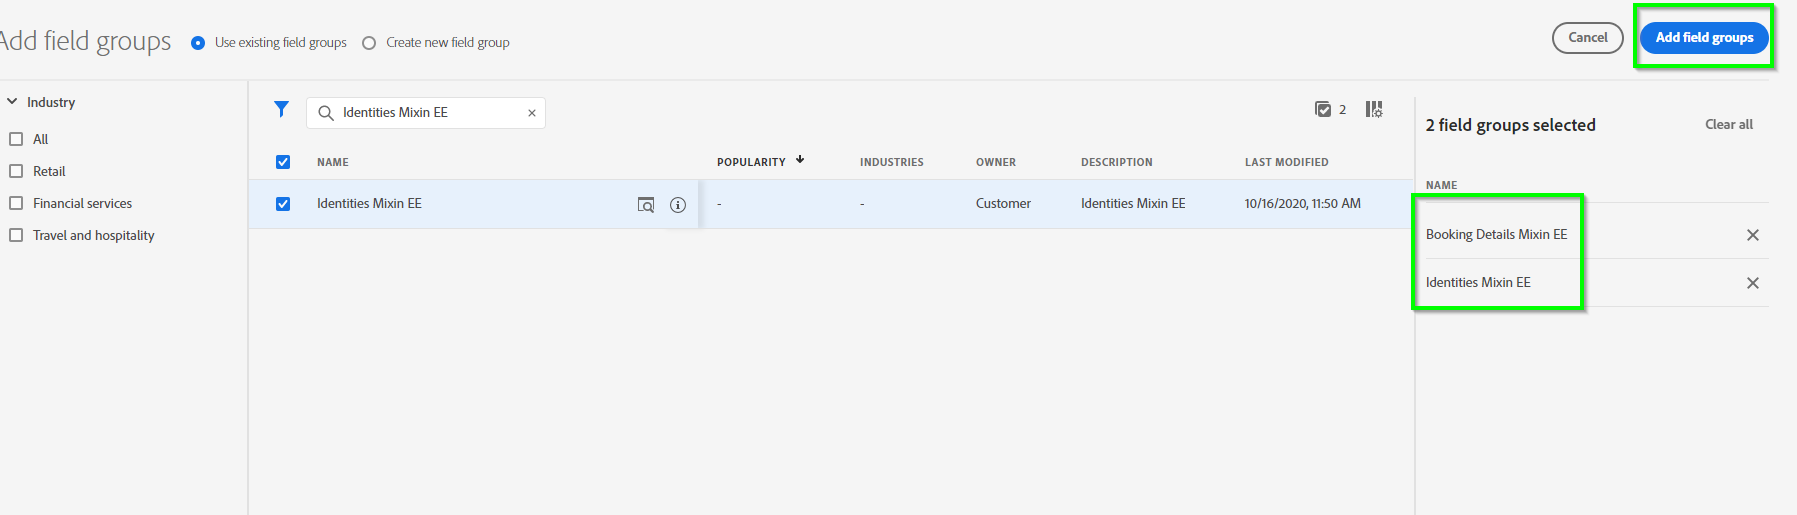 Add field groups
Use existing field groups
Create new field group
Cancel
Add field groups
Industry
All
Retail
Financial services
Travel and hospitality
Identities Mixin EE
2
NAME
POPULARITY
INDUSTRIES
OWNER
DESCRIPTION
LAST MODIFIED
Identities Mixin EE
-
-
Customer
Identities Mixin EE
10/16/2020, 11:50 AM
2 field groups selected
Clear all
NAME
Booking Details Mixin EE
Identities Mixin EE